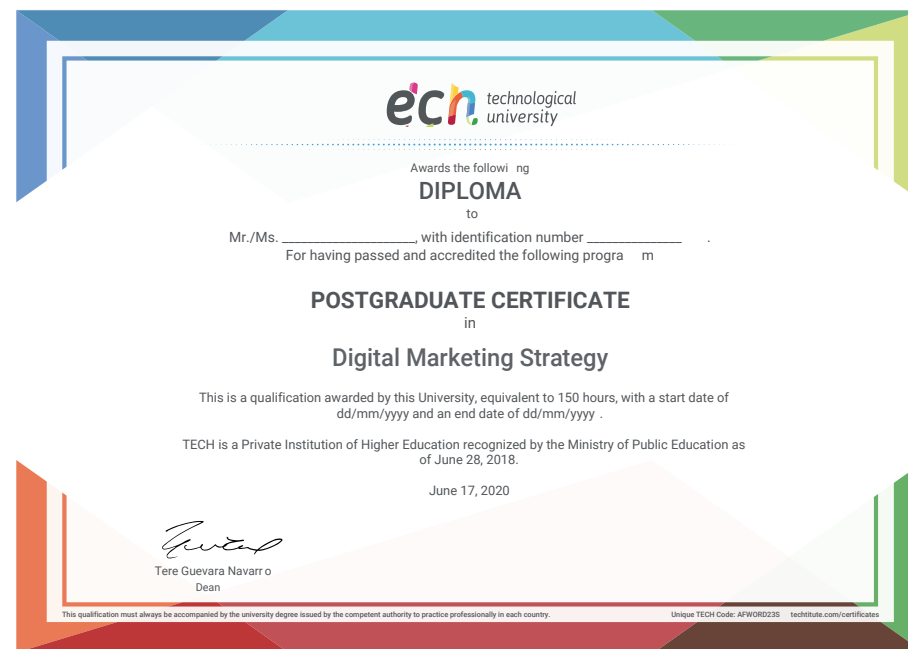 ecn technological
university
Awards the followi ng
DIPLOMA
to
Mr./Ms. ____________________, with identification number ______________ .
For having passed and accredited the following progra m
POSTGRADUATE CERTIFICATE
in
Digital Marketing Strategy
This is a qualification awarded by this University, equivalent to 150 hours, with a start date of
dd/mm/yyyy and an end date of dd/mm/yyyy .
TECH is a Private Institution of Higher Education recognized by the Ministry of Public Education as
of June 28, 2018.
June 17, 2020
Tere Guevara Navarr o
Dean
This qualification must always be accompanied by the university degree issued by the competent authority to practice professionally in each country. Unique TECH Code: AFWORD23S techtitute.com/certificates